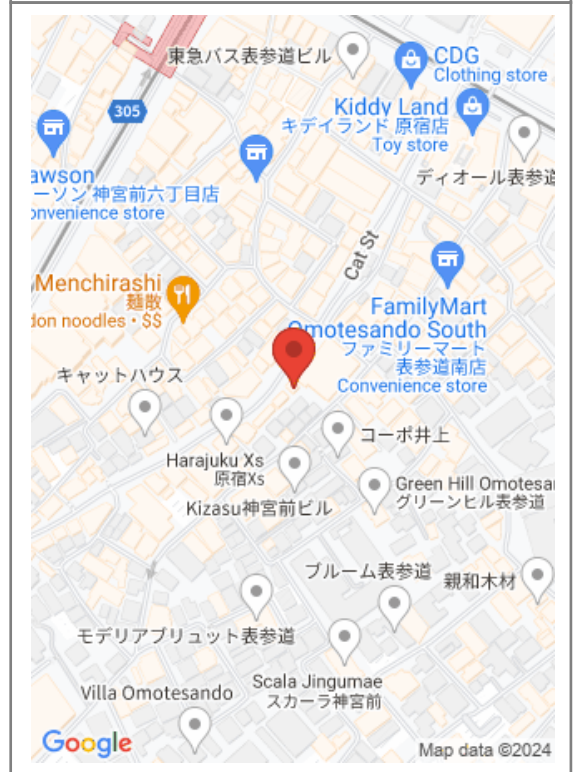 東急バス表参道ビル
CDG
Clothing store
305
Kiddy Land
キデイランド 原宿店
Toy store
awson
ーソン 神宮前六丁目店
onvenience store
ディオール表参道
Cat St
Menchirashi
麺散
don noodles・$$
FamilyMart
Omotesando South
ファミリーマート
表参道南店
Convenience store
キャットハウス
コーポ井上
Harajuku Xs
原宿Xs
Kizasu神宮前ビル
Green Hill Omotesa
グリーンヒル表参道
ブルーム表参道
親和木材
モデリアブリュット表参道
Scala Jingumae
スカーラ神宮前
Villa Omotesando
Google
Map data ©2024